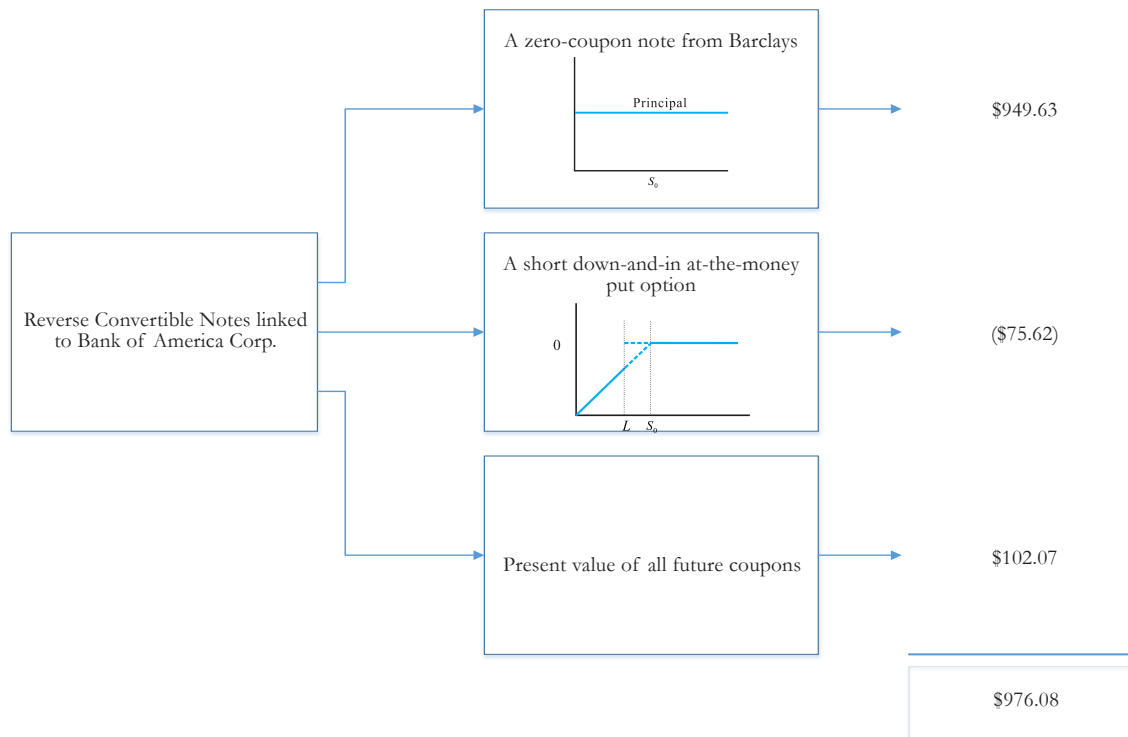 A zero-coupon note from Barclays
Principal
S₀
$949.63
Reverse Convertible Notes linked
to Bank of America Corp.
A short down-and-in at-the-money
put option
0
L S₀
($75.62)
Present value of all future coupons
$102.07
$976.08